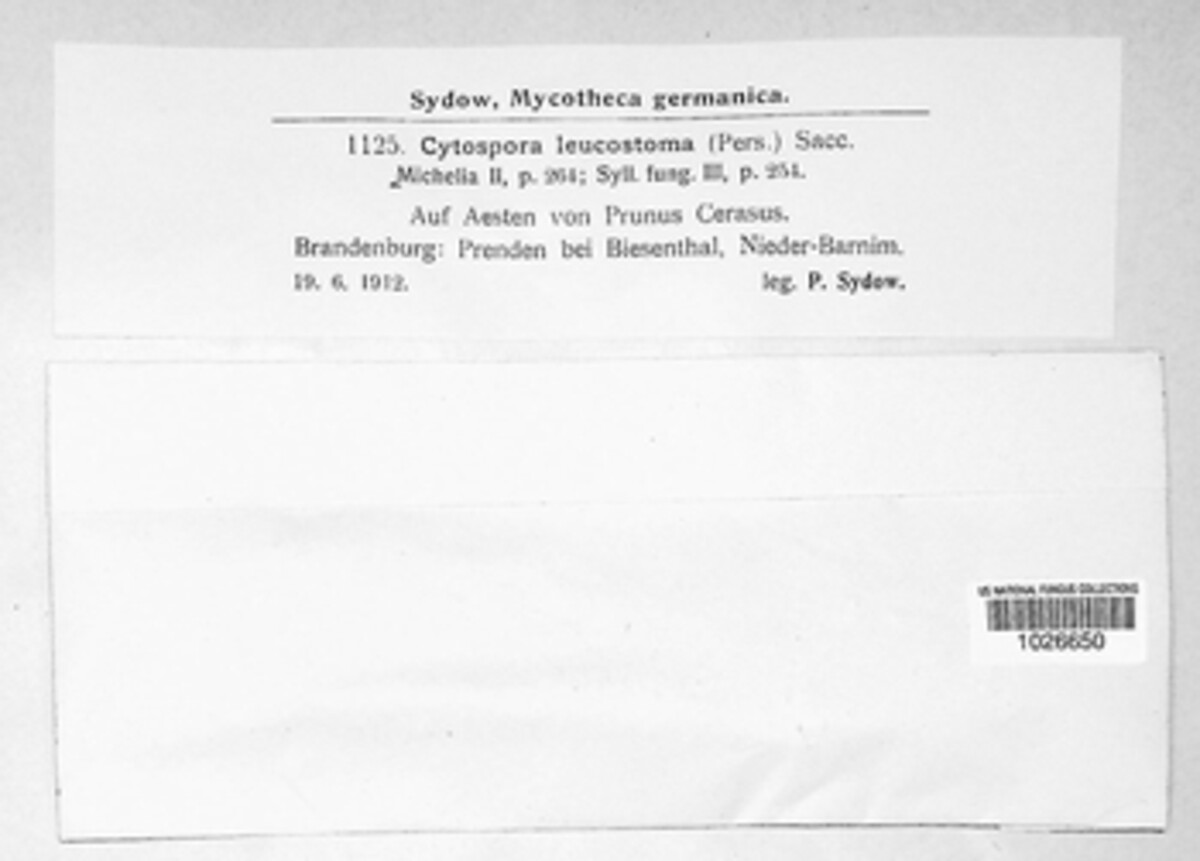 Sydow, Mycotheca germanica.
1125. Cytospora leucostoma (Pers.) Sacc.
Michelia II, p. 264; Syll. fung. III, p. 254.
Auf Aesten von Prunus Cerasus.
Brandenburg: Prenden bei Biesenthal, Nieder-Barnim.
19. 6. 1912. leg. P. Sydow.
US NATIONAL FUNGUS COLLECTIONS
1026650